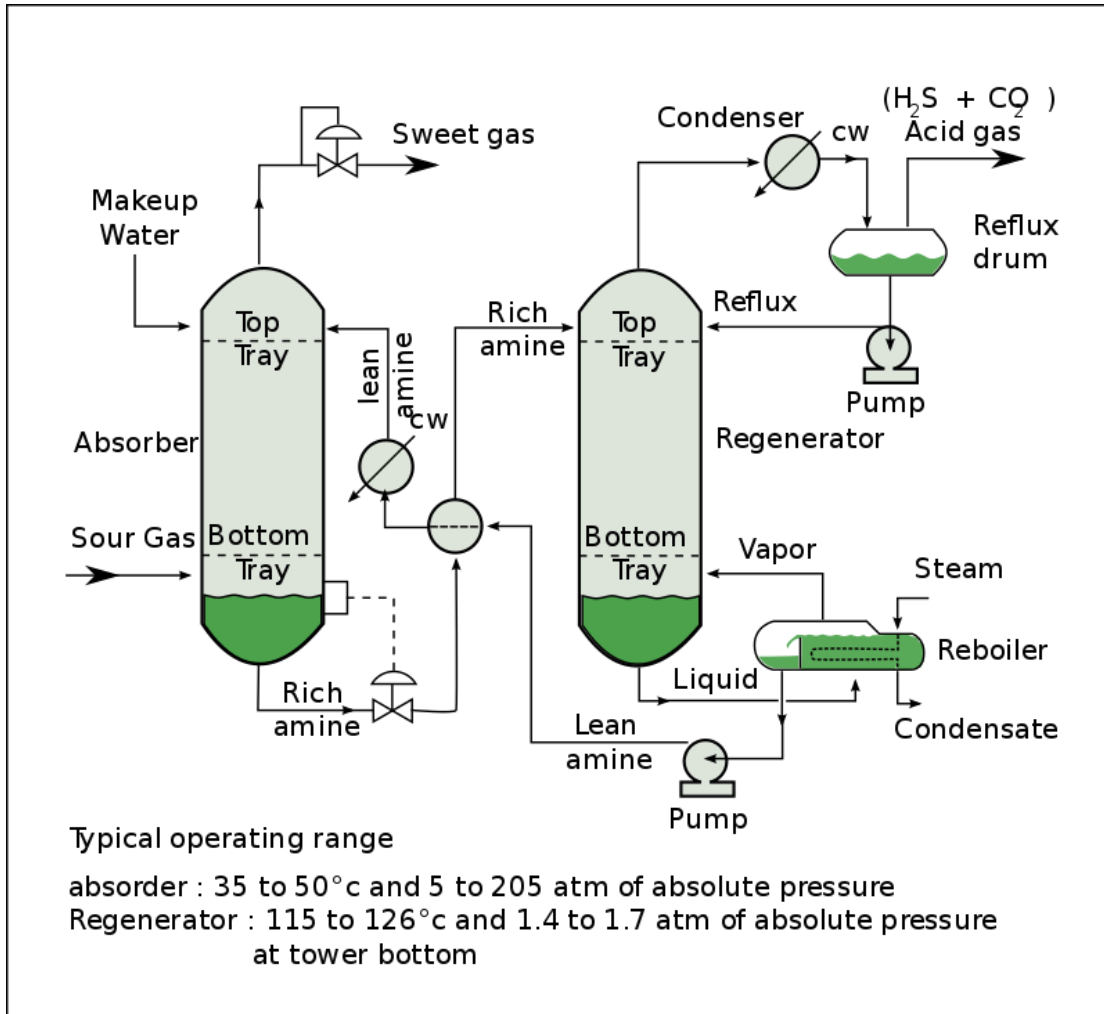 (H2S + CO2 )
Acid gas
Condenser
cw
Sweet gas
Makeup
Water
Reflux
drum
Rich
amine
Reflux
Top
Tray
lean
amine
Top
Tray
Pump
cw
Absorber
Regenerator
Sour Gas
Bottom
Tray
Bottom
Tray
Vapor
Steam
Reboiler
Liquid
Rich
amine
Condensate
Lean
amine
Pump
Typical operating range
absorder : 35 to 50°c and 5 to 205 atm of absolute pressure
Regenerator : 115 to 126°c and 1.4 to 1.7 atm of absolute pressure
at tower bottom